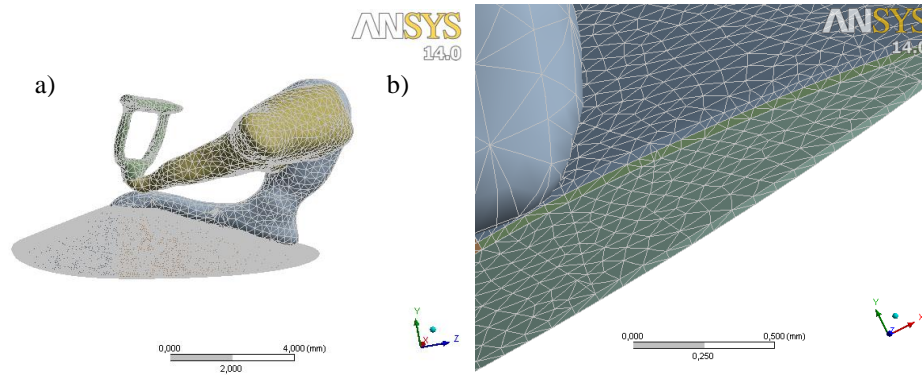 ANSYS
14.0
a)
b)
Y
X
Z
0,000
4,000 (mm)
2,000
ANSYS
14.0
Y
Z
X
0,000
0,500 (mm)
0,250